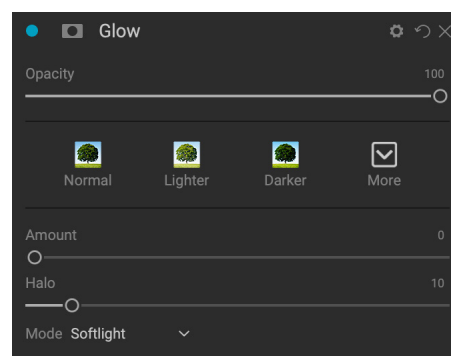 Glow
Opacity 100
Normal Lighter Darker More
Amount 0
Halo 10
Mode Softlight